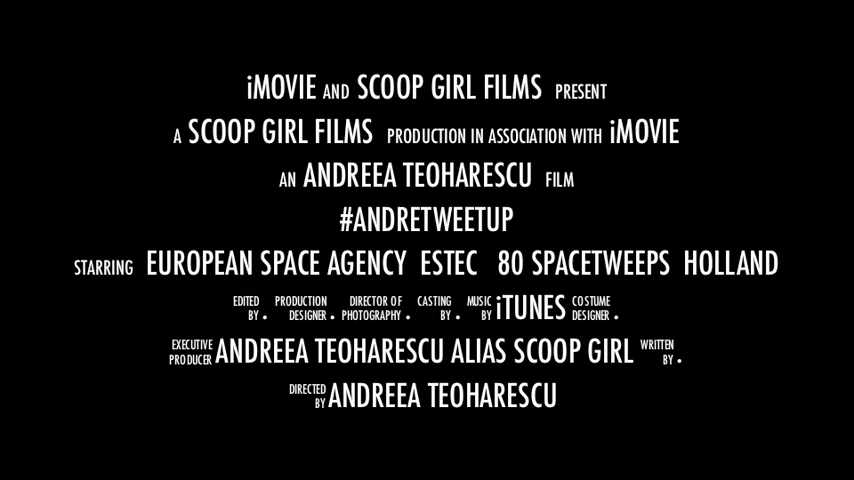 iMOVIE AND SCOOP GIRL FILMS PRESENT
A SCOOP GIRL FILMS PRODUCTION IN ASSOCIATION WITH iMOVIE
AN ANDREEA TEOHARESCU FILM
#ANDRETWEETUP
STARRING EUROPEAN SPACE AGENCY ESTEC 80 SPACETWEEPS HOLLAND
EDITED BY . PRODUCTION DESIGNER . DIRECTOR OF PHOTOGRAPHY . CASTING BY . MUSIC BY iTUNES COSTUME DESIGNER .
EXECUTIVE PRODUCER ANDREEA TEOHARESCU ALIAS SCOOP GIRL WRITTEN BY .
DIRECTED BY ANDREEA TEOHARESCU